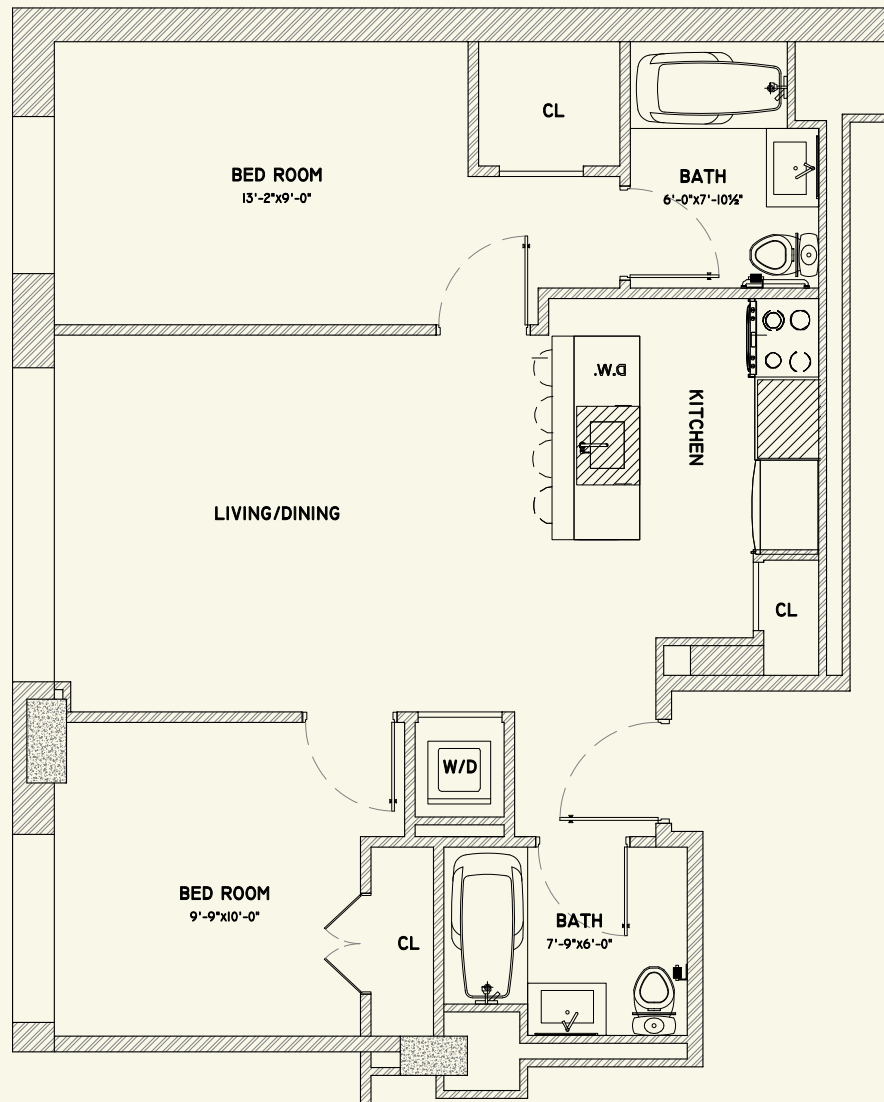 CL
BED ROOM
13'-2"x9'-0"
BATH
6'-0"x7'-10½"
D.W.
KITCHEN
LIVING/DINING
CL
W/D
BED ROOM
9'-9"x10'-0"
CL
BATH
7'-9"x6'-0"